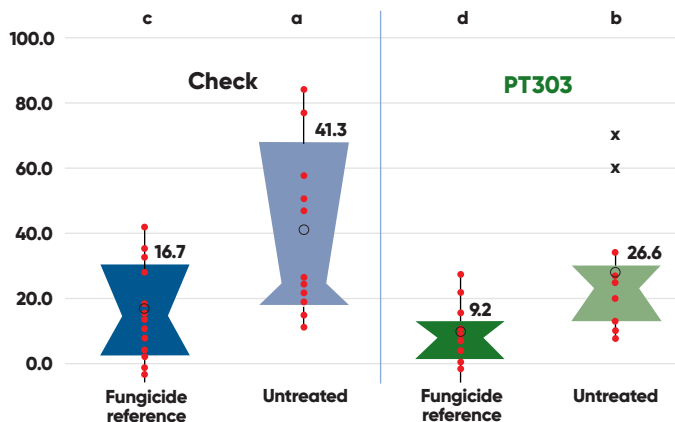 c
a
d
b
100.0
80.0
60.0
40.0
20.0
0.0
Check
PT303
41.3
16.7
x
x
26.6
9.2
Fungicide
reference
Untreated
Fungicide
reference
Untreated